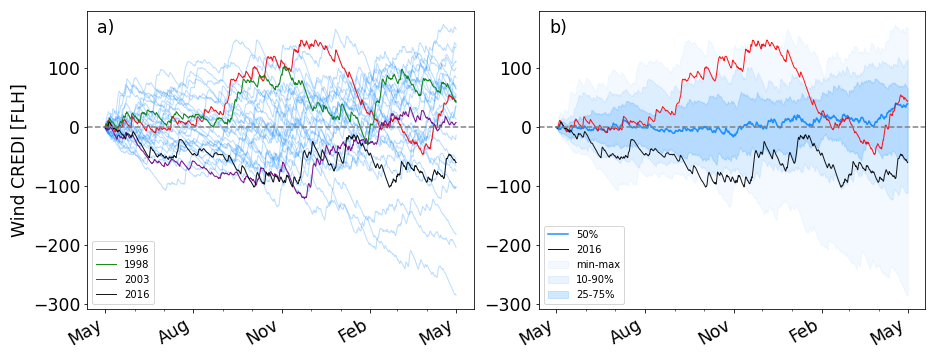 a)
Wind CREDI [FLH]
100
0
−100
−200
−300
1996
1998
2003
2016
May
Aug
Nov
Feb
May
b)
100
0
−100
−200
−300
50%
2016
min-max
10-90%
25-75%
May
Aug
Nov
Feb
May